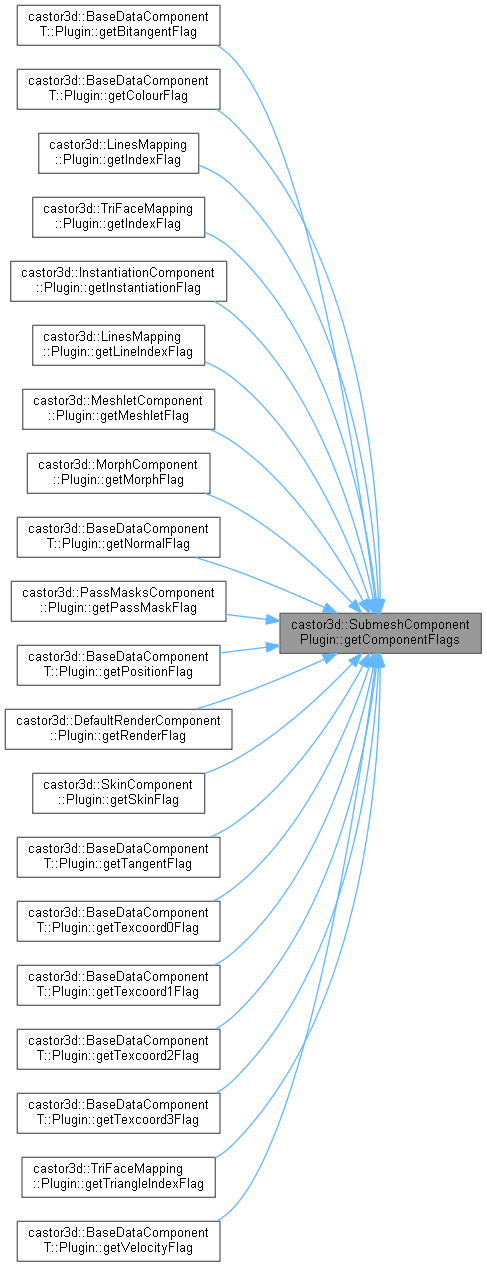 castor3d::BaseDataComponent
T::Plugin::getBitangentFlag
castor3d::BaseDataComponent
T::Plugin::getColourFlag
castor3d::LinesMapping
::Plugin::getIndexFlag
castor3d::TriFaceMapping
::Plugin::getIndexFlag
castor3d::InstantiationComponent
::Plugin::getInstantiationFlag
castor3d::LinesMapping
::Plugin::getLineIndexFlag
castor3d::MeshletComponent
::Plugin::getMeshletFlag
castor3d::MorphComponent
::Plugin::getMorphFlag
castor3d::BaseDataComponent
T::Plugin::getNormalFlag
castor3d::PassMasksComponent
::Plugin::getPassMaskFlag
castor3d::SubmeshComponent
Plugin::getComponentFlags
castor3d::BaseDataComponent
T::Plugin::getPositionFlag
castor3d::DefaultRenderComponent
::Plugin::getRenderFlag
castor3d::SkinComponent
::Plugin::getSkinFlag
castor3d::BaseDataComponent
T::Plugin::getTangentFlag
castor3d::BaseDataComponent
T::Plugin::getTexcoord0Flag
castor3d::BaseDataComponent
T::Plugin::getTexcoord1Flag
castor3d::BaseDataComponent
T::Plugin::getTexcoord2Flag
castor3d::BaseDataComponent
T::Plugin::getTexcoord3Flag
castor3d::TriFaceMapping
::Plugin::getTriangleIndexFlag
castor3d::BaseDataComponent
T::Plugin::getVelocityFlag